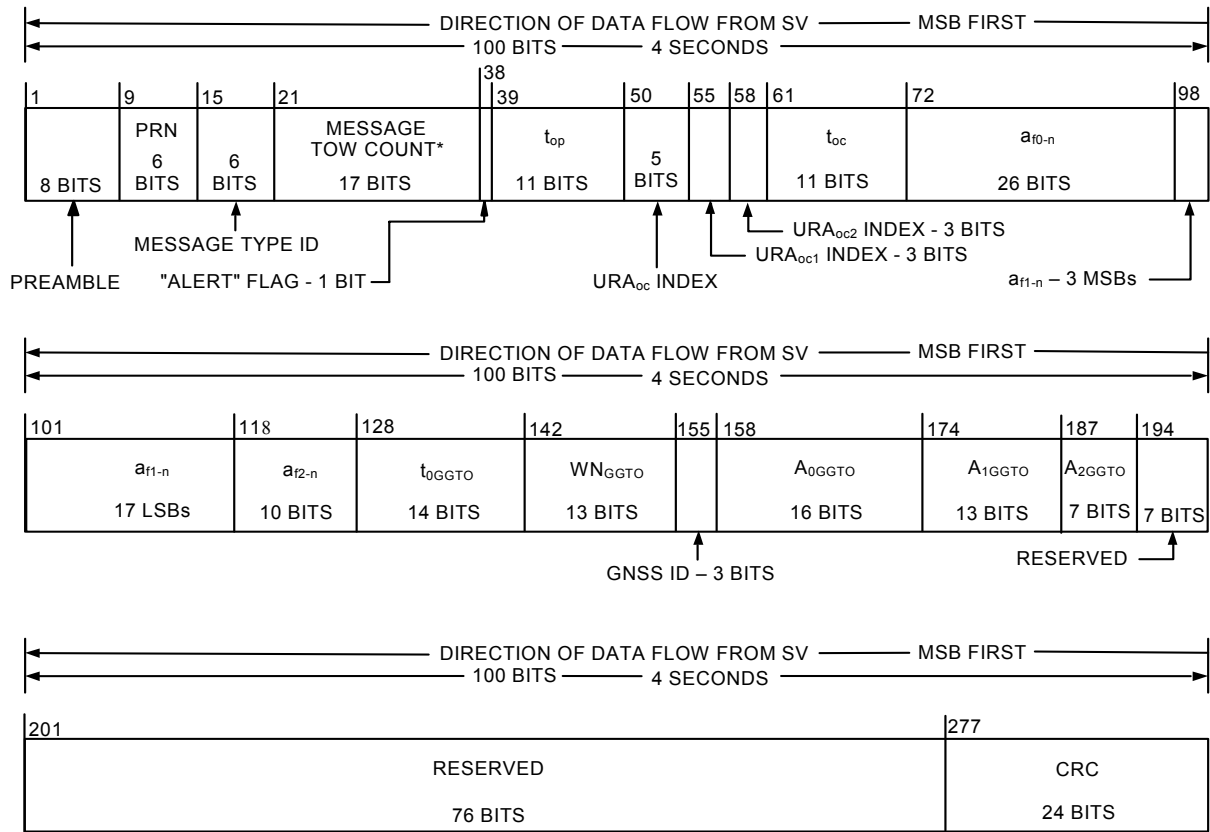 DIRECTION OF DATA FLOW FROM SV MSB FIRST
100 BITS 4 SECONDS
1 9 15 21 38 39 50 55 58 61 72 98
PRN MESSAGE
TOW COUNT* t_op t_oc a_f0-n
8 BITS 6 BITS 6 BITS 17 BITS 11 BITS 5 BITS 11 BITS 26 BITS
MESSAGE TYPE ID
PREAMBLE
"ALERT" FLAG - 1 BIT
URA_oc INDEX
URA_oc2 INDEX - 3 BITS
URA_oc1 INDEX - 3 BITS
a_f1-n – 3 MSBs
DIRECTION OF DATA FLOW FROM SV MSB FIRST
100 BITS 4 SECONDS
101 118 128 142 155 158 174 187 194
a_f1-n a_f2-n t_0GGTO WN_GGTO A_0GGTO A_1GGTO A_2GGTO
17 LSBs 10 BITS 14 BITS 13 BITS 16 BITS 13 BITS 7 BITS 7 BITS
GNSS ID – 3 BITS
RESERVED
DIRECTION OF DATA FLOW FROM SV MSB FIRST
100 BITS 4 SECONDS
201 277
RESERVED CRC
76 BITS 24 BITS